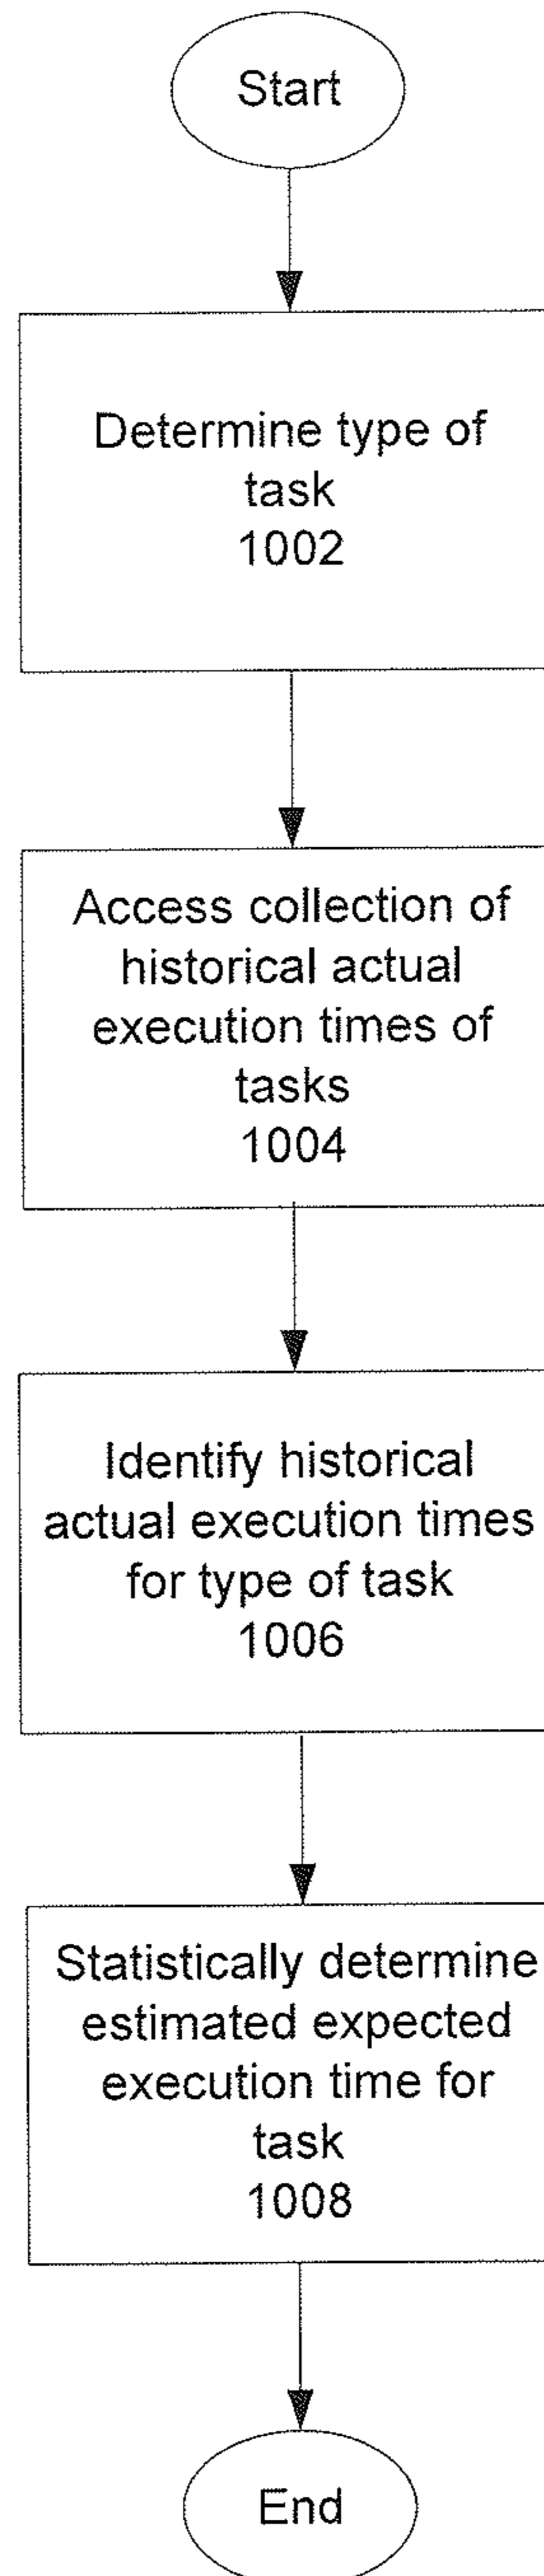 Start
Determine type of
task
1002
Access collection of
historical actual
execution times of
tasks
1004
Identify historical
actual execution times
for type of task
1006
Statistically determine
estimated expected
execution time for
task
1008
End